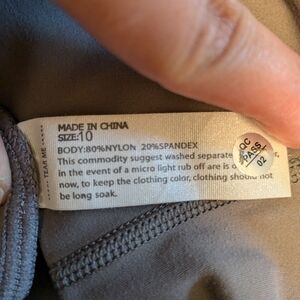 TEAR ME
MADE IN CHINA
SIZE:10
BODY:80%NYLON 20%SPANDEX
This commodity suggest washed separate
in the event of a micro light rub off are is
now, to keep the clothing color, clothing should not
be long soak.
QC
PASS
02